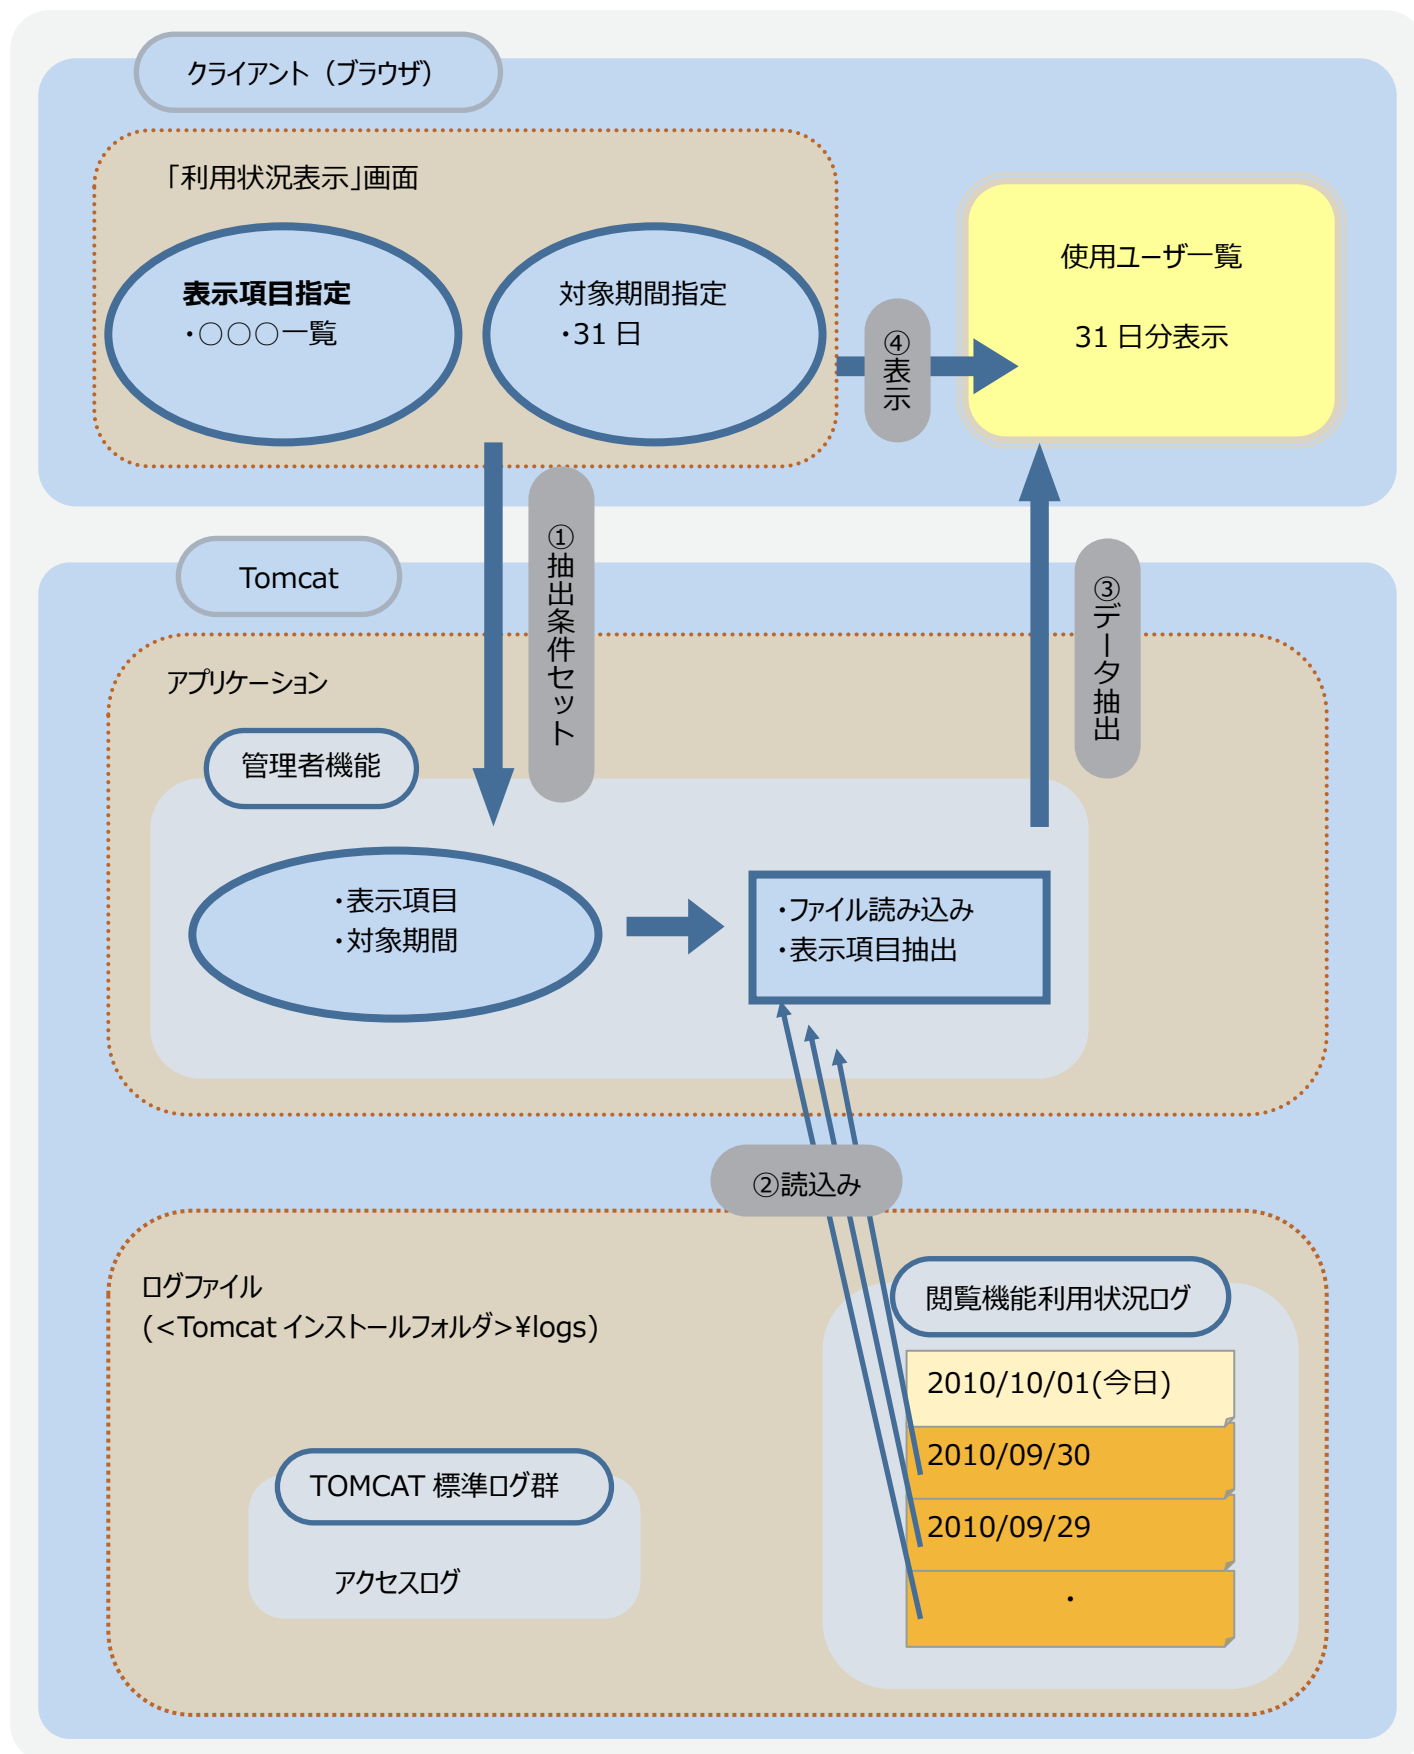 クライアント（ブラウザ）
「利用状況表示」画面
表示項目指定
・○○○一覧
対象期間指定
・31 日
④表示
使用ユーザ一覧
31 日分表示
①抽出条件セット
③データ抽出
Tomcat
アプリケーション
管理者機能
・表示項目
・対象期間
・ファイル読み込み
・表示項目抽出
②読込み
ログファイル
(<Tomcat インストールフォルダ>¥logs)
閲覧機能利用状況ログ
2010/10/01(今日)
2010/09/30
2010/09/29
・
TOMCAT 標準ログ群
アクセスログ